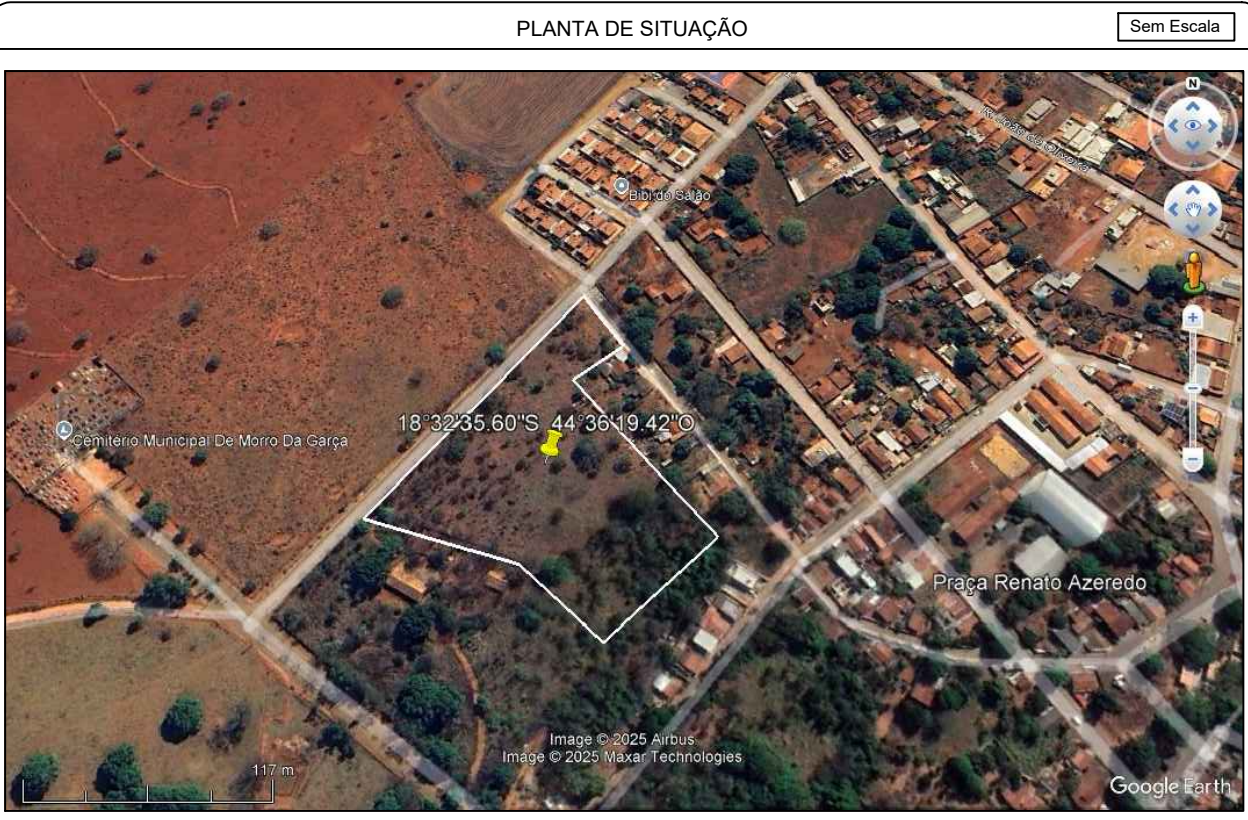 PLANTA DE SITUAÇÃO
Sem Escala
N
Bibi do Salão
18°32'35.60"S 44°36'19.42"O
Cemitério Municipal De Morro Da Garça
Praça Renato Azeredo
Image © 2025 Airbus
Image © 2025 Maxar Technologies
117 m
Google Earth